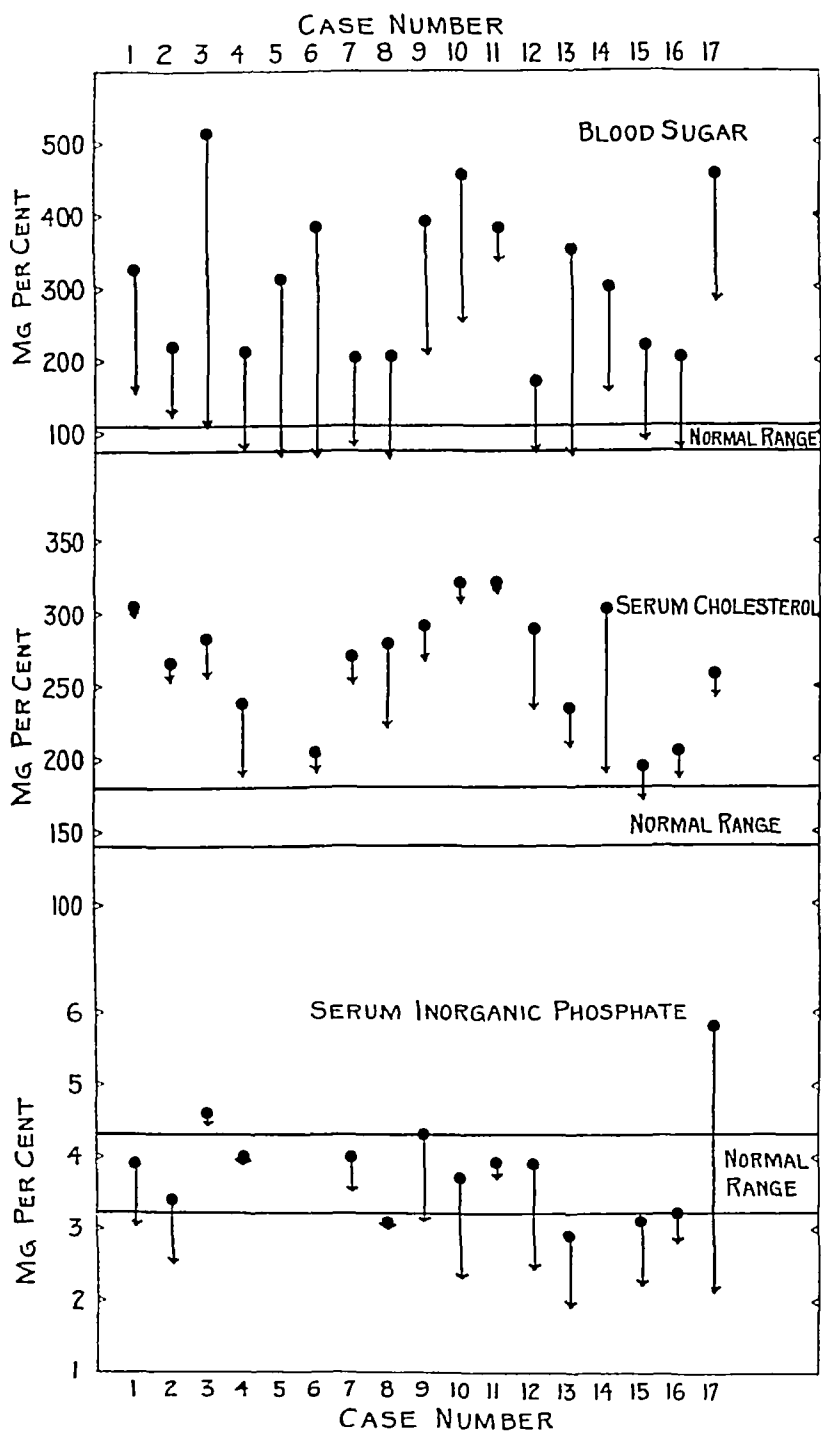 CASE NUMBER
1 2 3 4 5 6 7 8 9 10 11 12 13 14 15 16 17
BLOOD SUGAR
MG PER CENT
500
400
300
200
100
NORMAL RANGE
SERUM CHOLESTEROL
MG PER CENT
350
300
250
200
150
100
NORMAL RANGE
SERUM INORGANIC PHOSPHATE
MG PER CENT
6
5
4
3
2
1
NORMAL
RANGE
1 2 3 4 5 6 7 8 9 10 11 12 13 14 15 16 17
CASE NUMBER